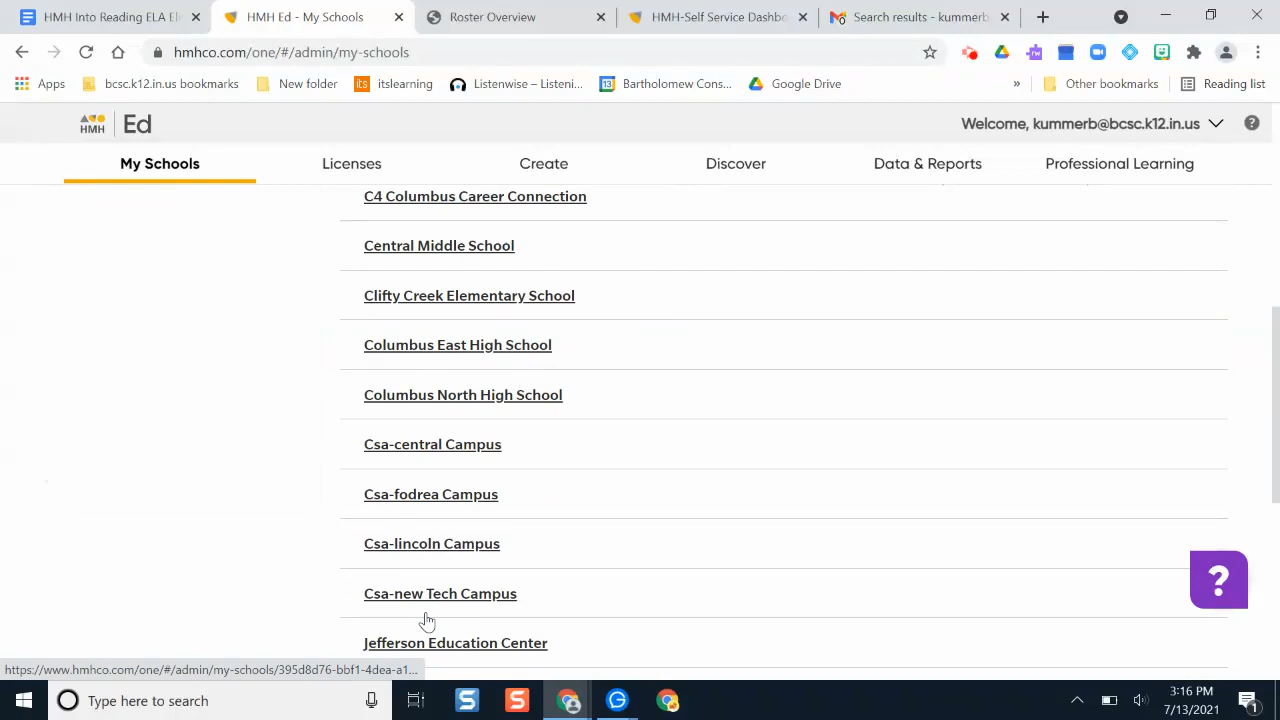 HMH Into Reading ELA El
HMH Ed - My Schools
Roster Overview
HMH-Self Service Dashbo
Search results - kummerb
hmhco.com/one/#/admin/my-schools
Apps
bcsc.k12.in.us bookmarks
New folder
its
itslearning
Listenwise – Listeni...
13
Bartholomew Cons...
Google Drive
»
Other bookmarks
Reading list
HMH
Ed
Welcome, kummerb@bcsc.k12.in.us
?
My Schools
Licenses
Create
Discover
Data & Reports
Professional Learning
C4 Columbus Career Connection
Central Middle School
Clifty Creek Elementary School
Columbus East High School
Columbus North High School
Csa-central Campus
Csa-fodrea Campus
Csa-lincoln Campus
Csa-new Tech Campus
Jefferson Education Center
?
https://www.hmhco.com/one/#/admin/my-schools/395d8d76-bbf1-4dea-a1...
Type here to search
S
S
G
3:16 PM
7/13/2021
1